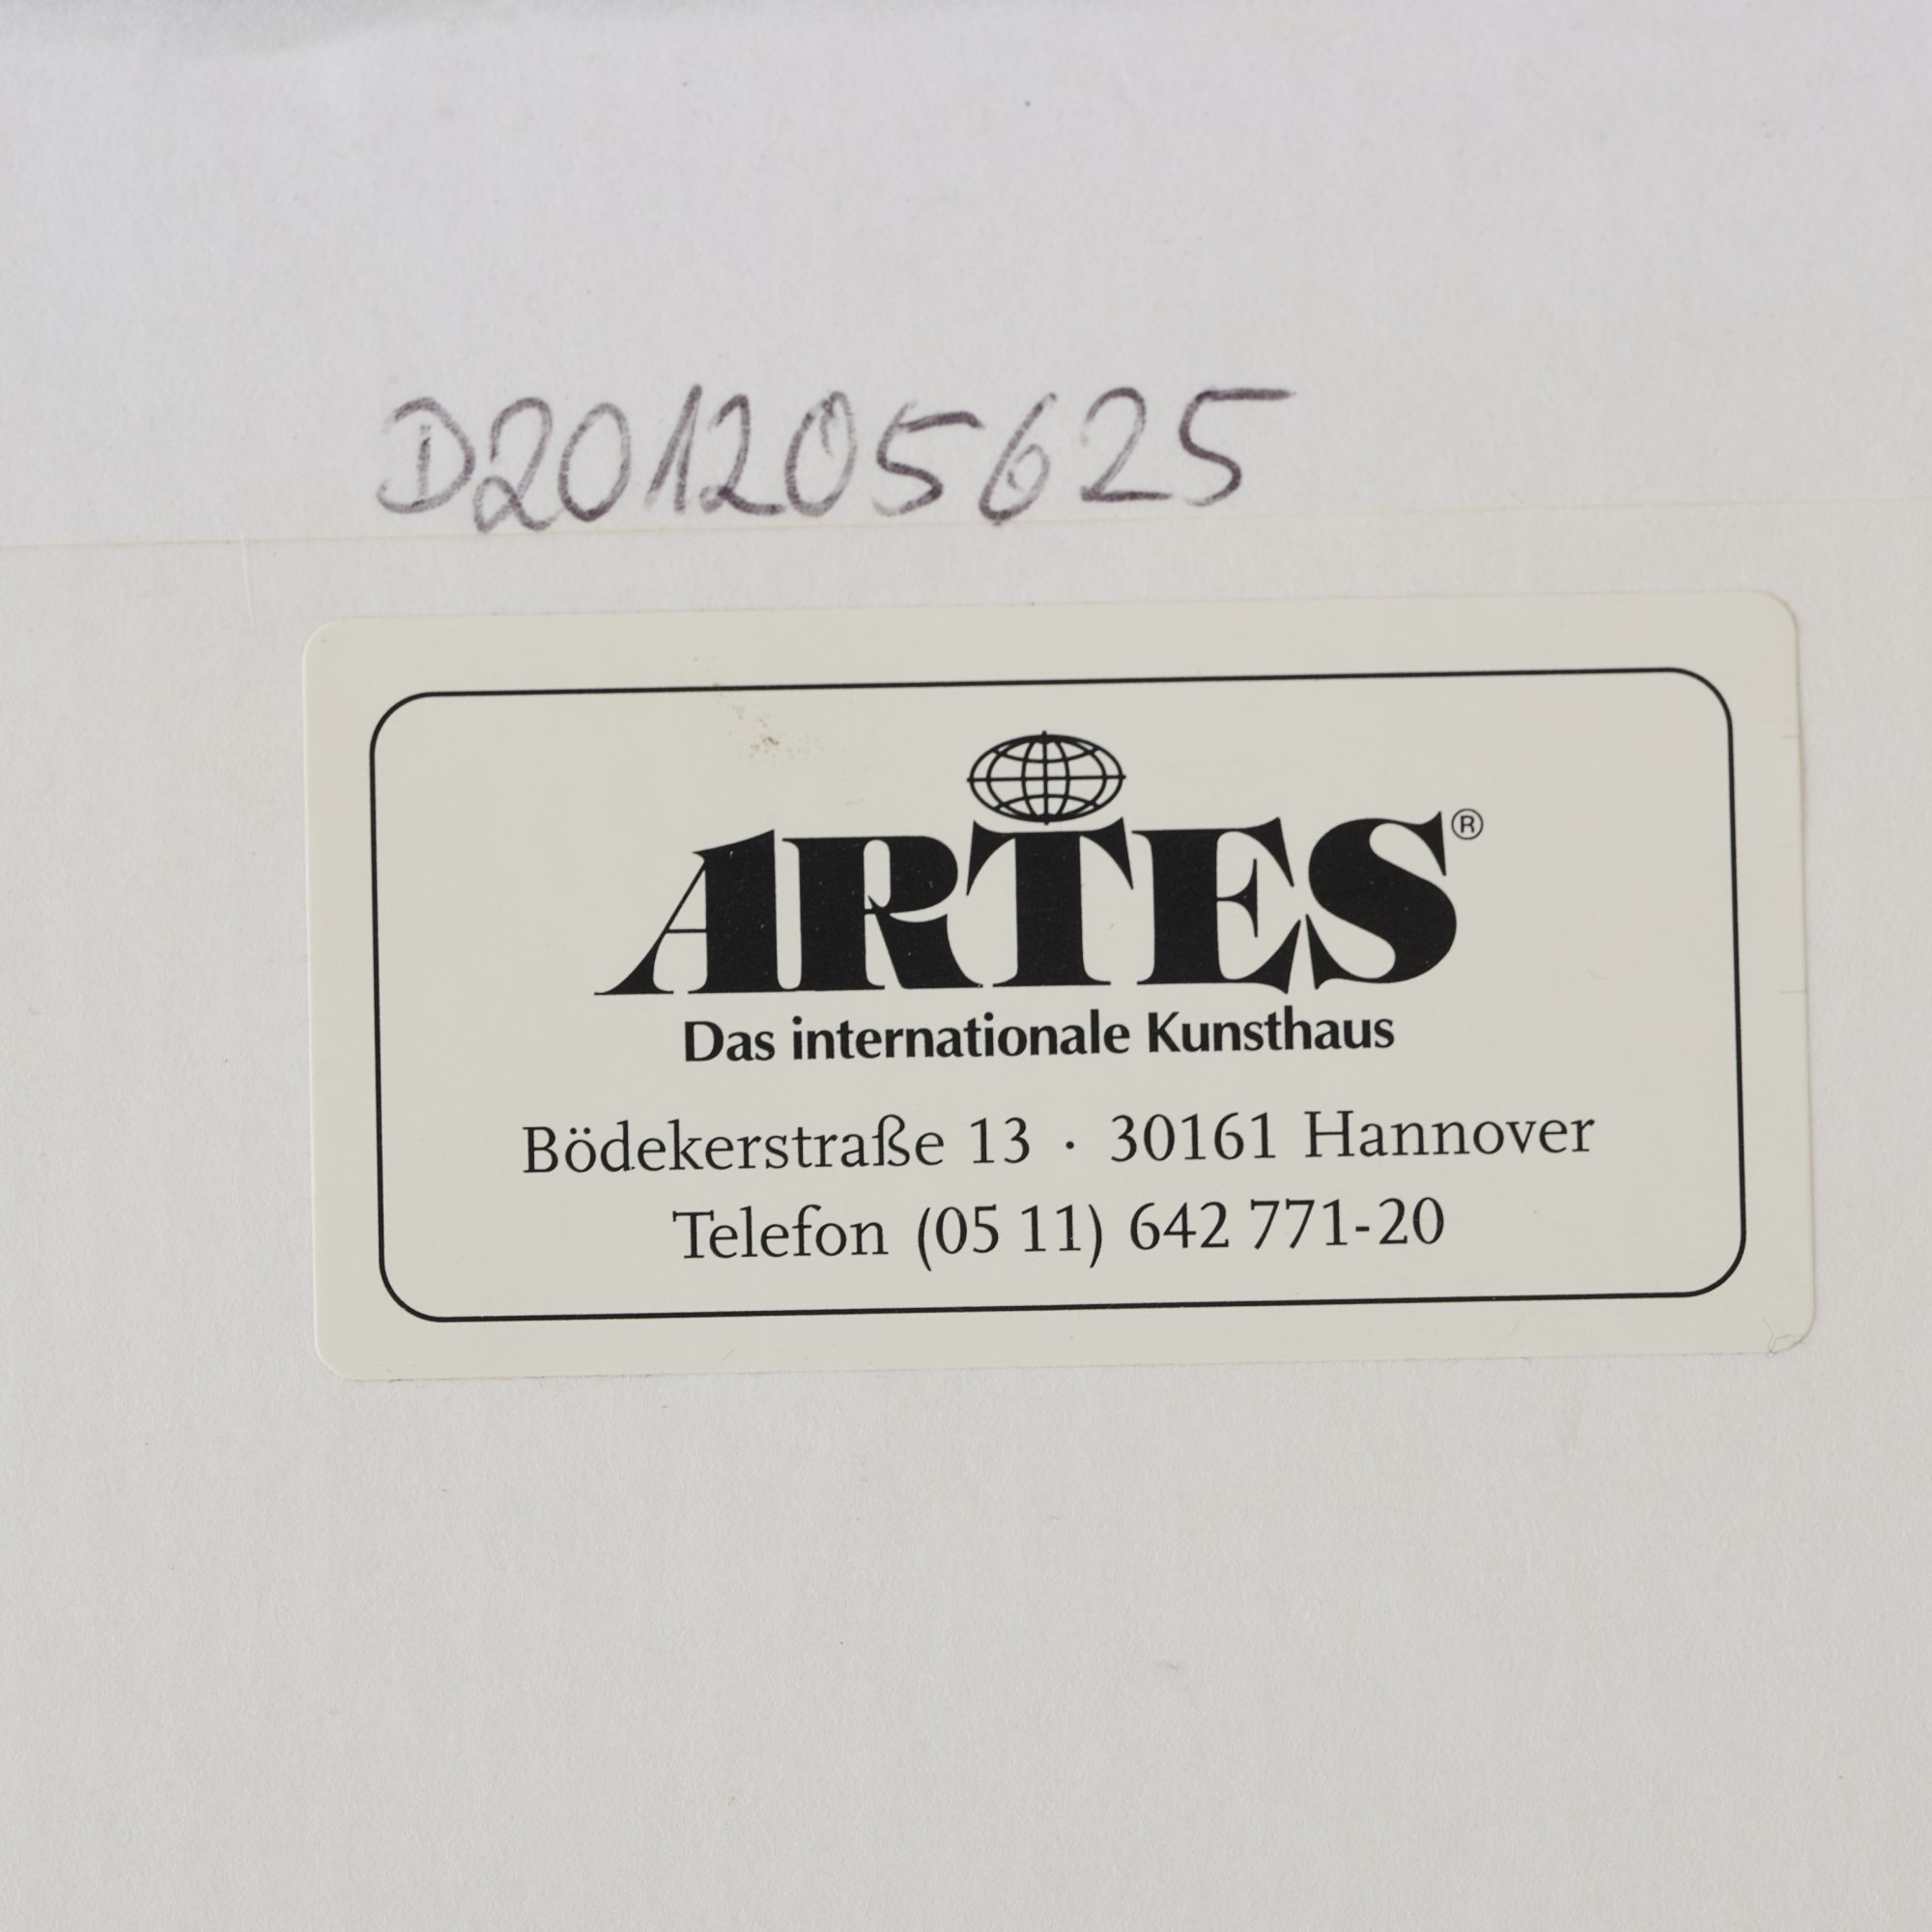 D201205625
ARTES®
Das internationale Kunsthaus
Bödekerstraße 13 · 30161 Hannover
Telefon (05 11) 642 771-20